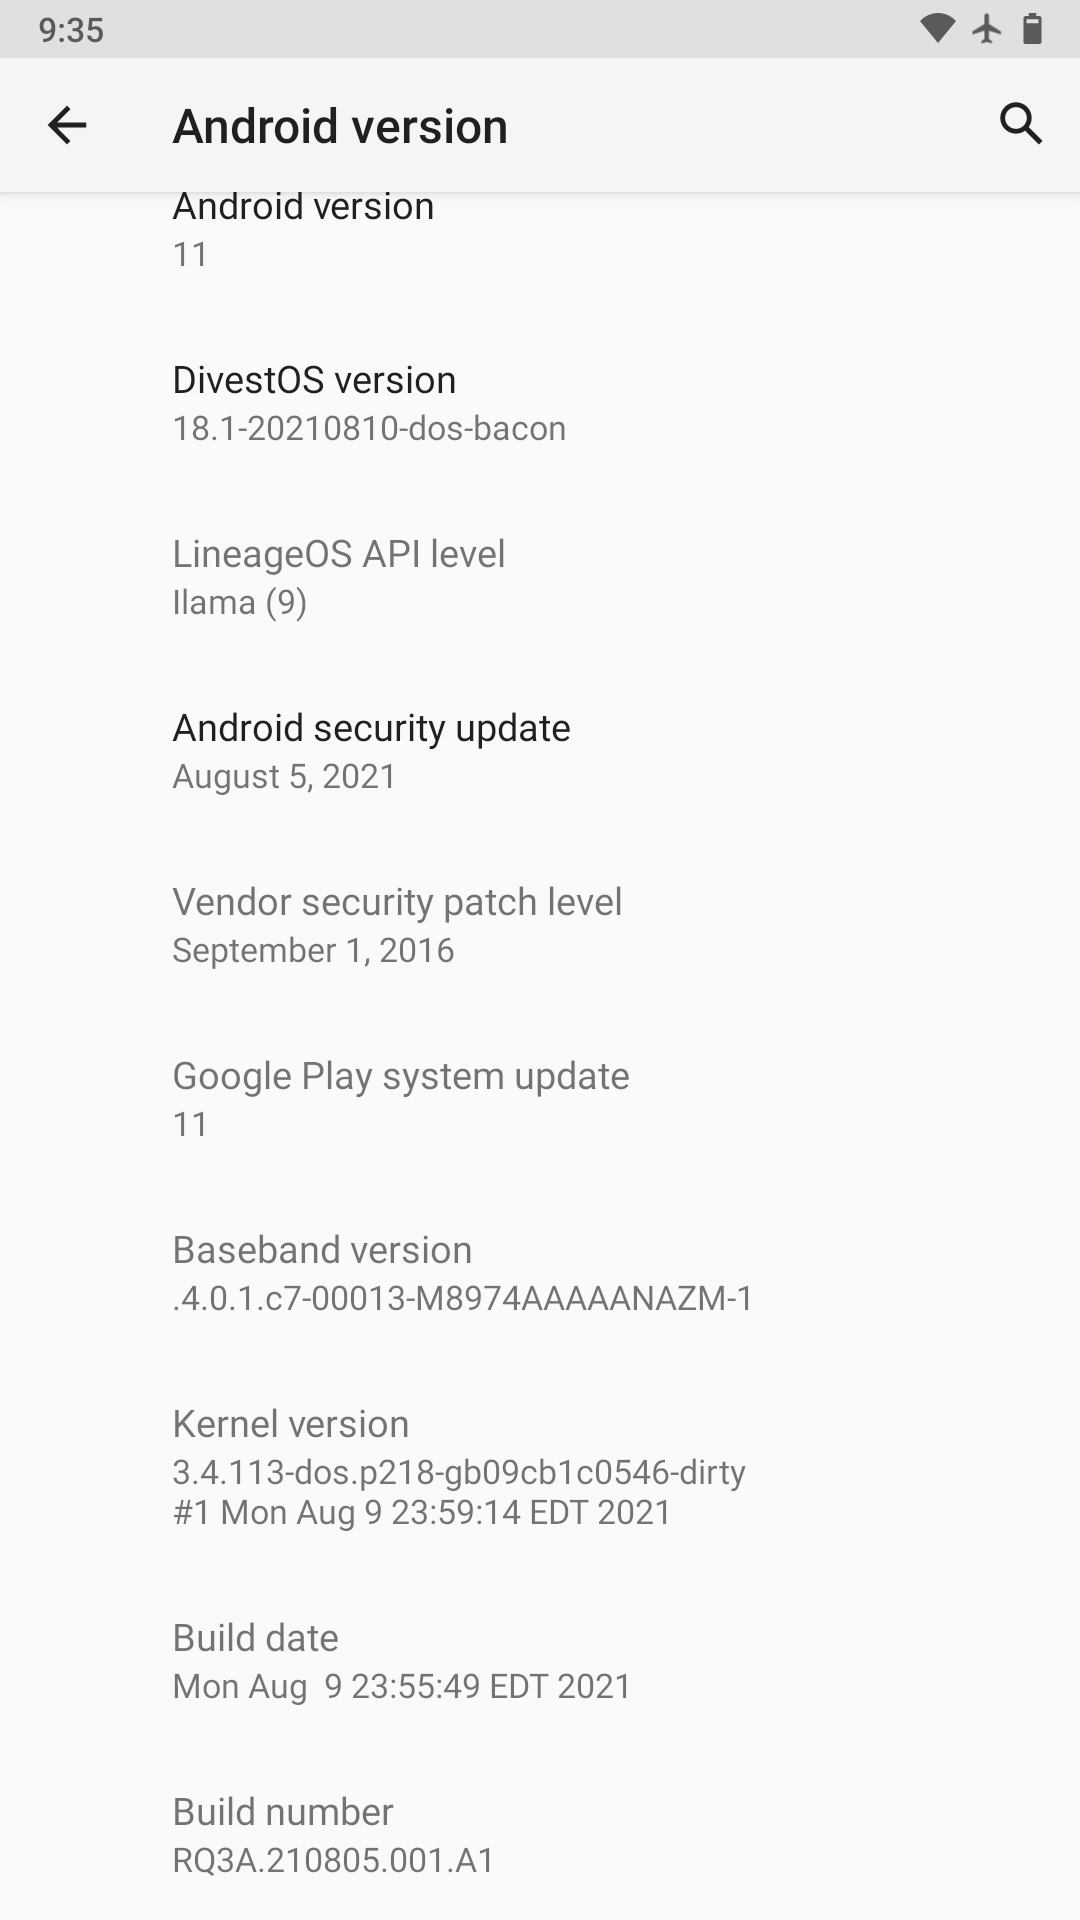 9:35
Android version
Android version
11
DivestOS version
18.1-20210810-dos-bacon
LineageOS API level
Ilama (9)
Android security update
August 5, 2021
Vendor security patch level
September 1, 2016
Google Play system update
11
Baseband version
.4.0.1.c7-00013-M8974AAAAANAZM-1
Kernel version
3.4.113-dos.p218-gb09cb1c0546-dirty
#1 Mon Aug 9 23:59:14 EDT 2021
Build date
Mon Aug  9 23:55:49 EDT 2021
Build number
RQ3A.210805.001.A1